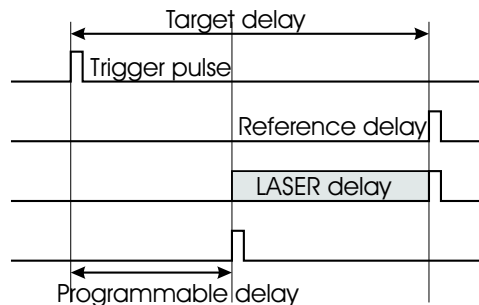 Target delay
Trigger pulse
Reference delay
LASER delay
Programmable delay